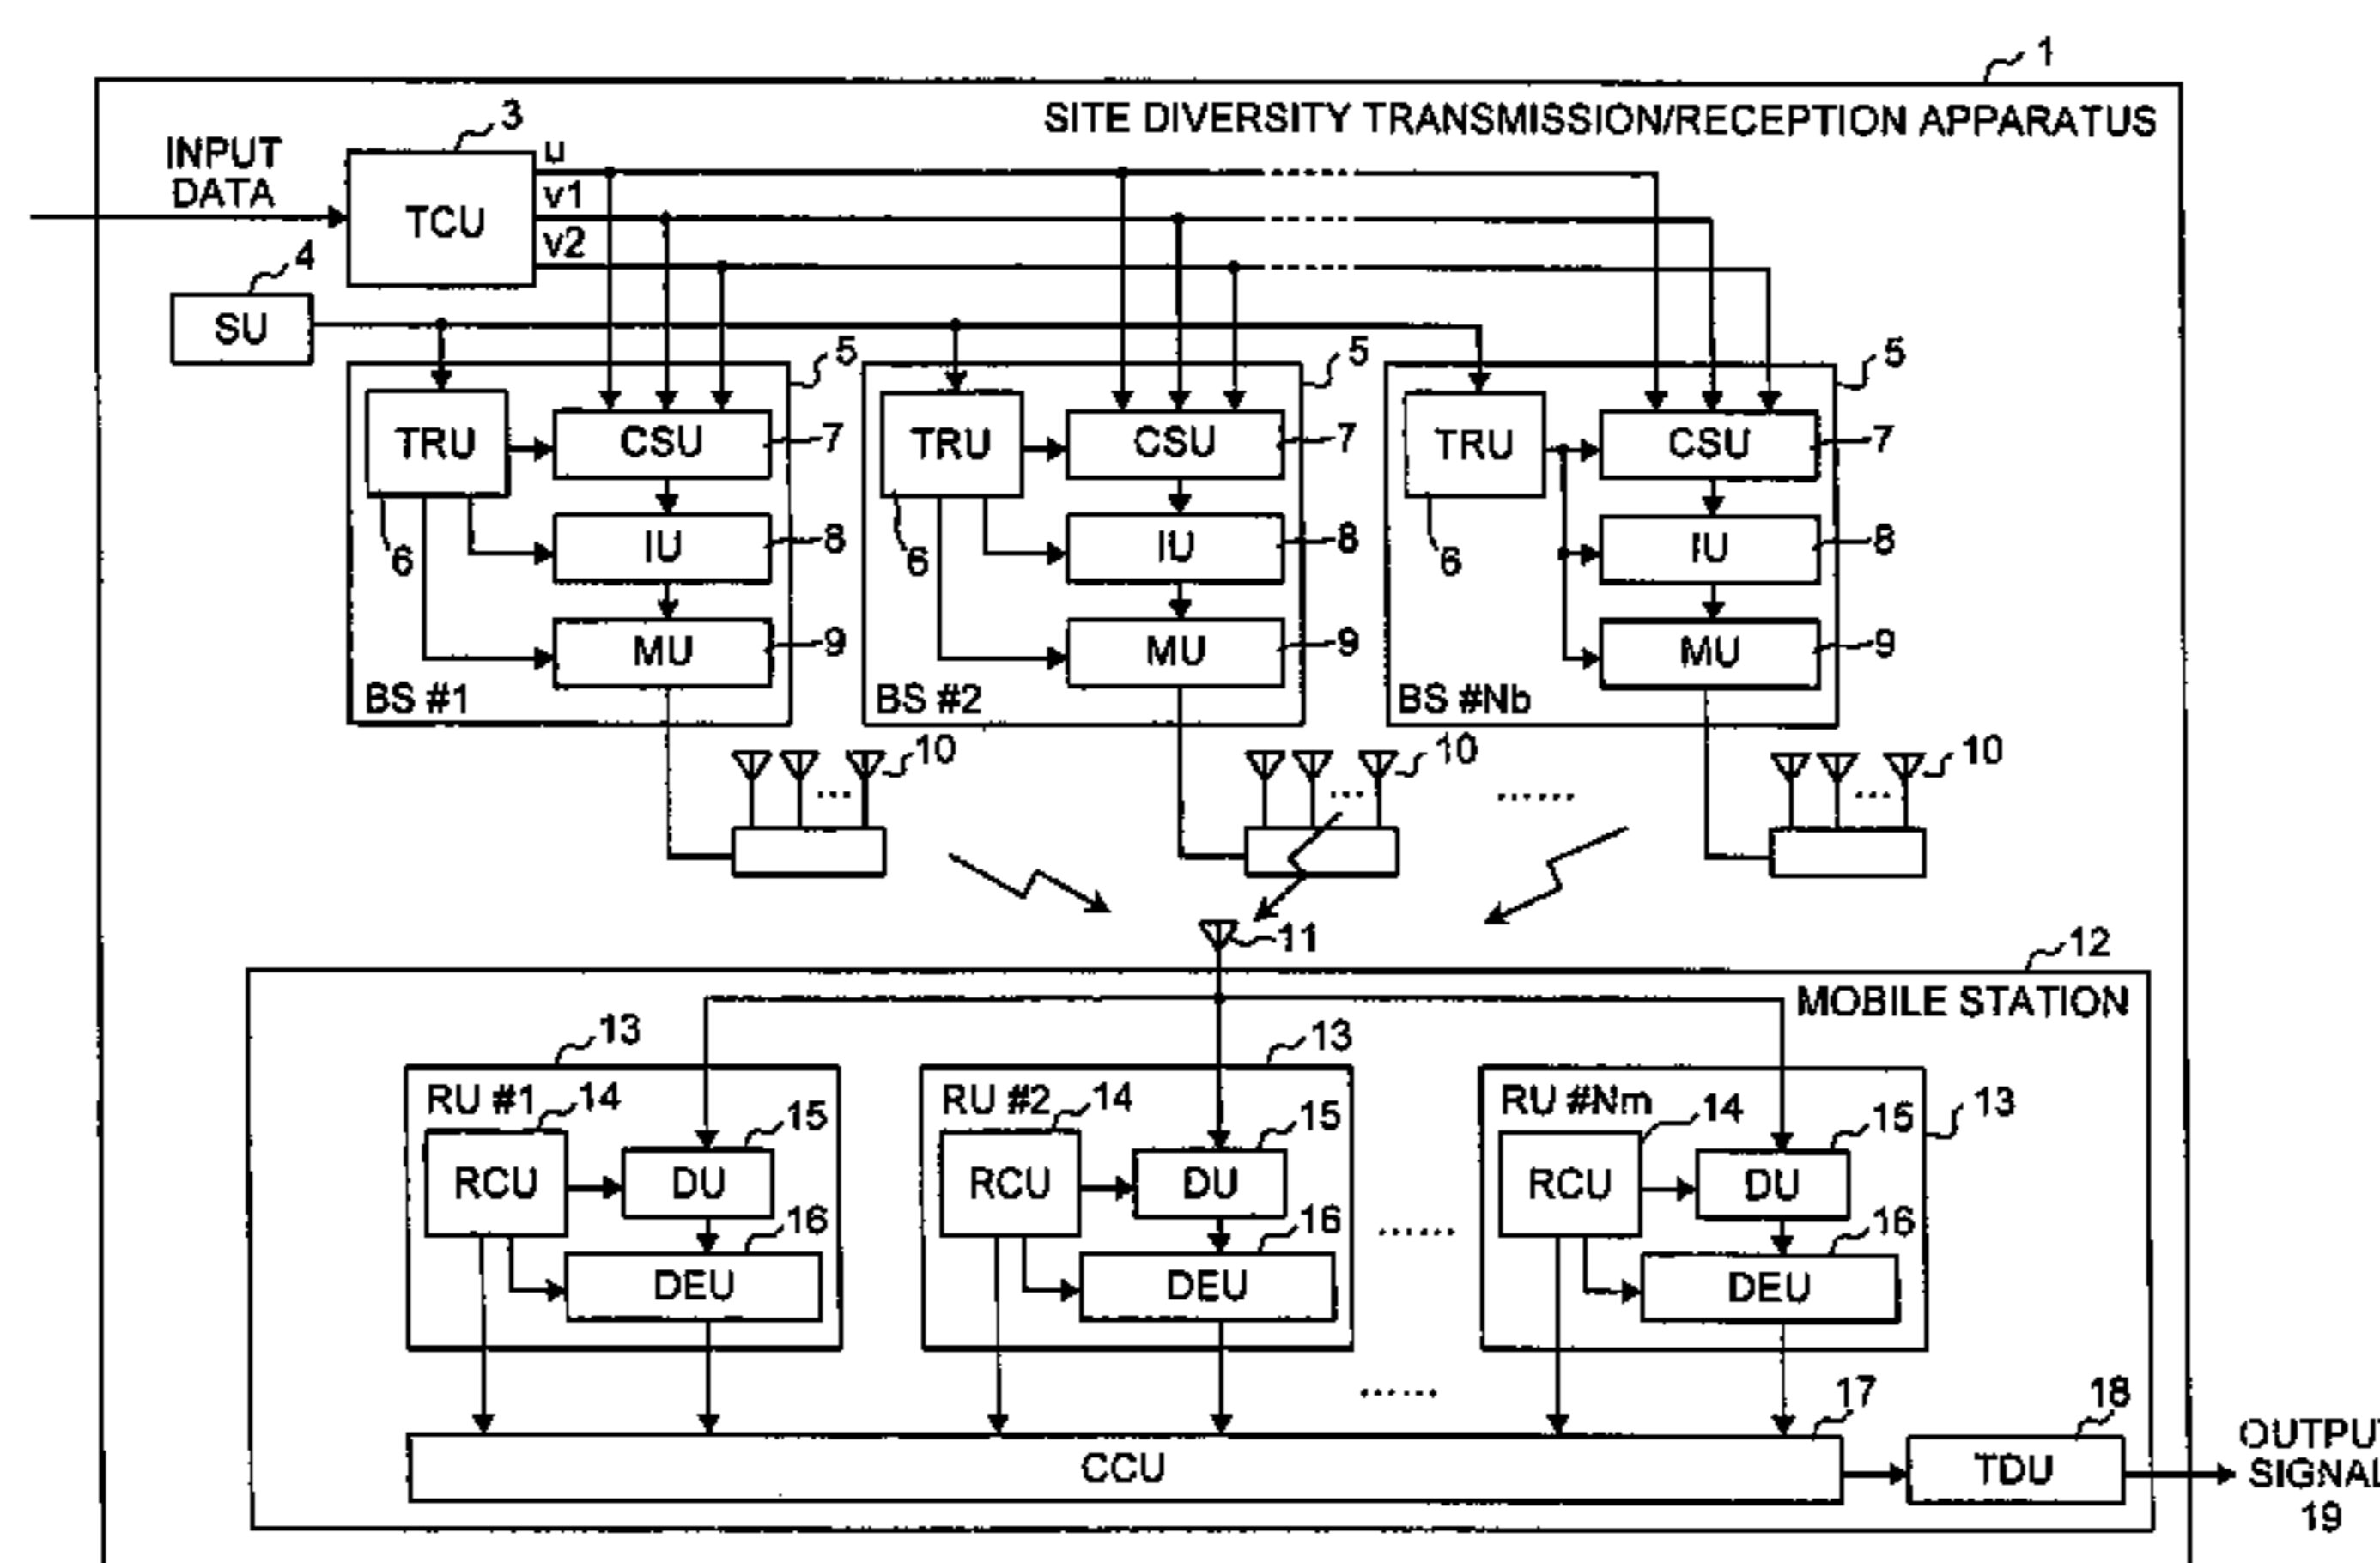 1
SITE DIVERSITY TRANSMISSION/RECEPTION APPARATUS
INPUT
DATA
3
TCU
u
v1
v2
4
SU
5
5
5
TRU
CSU
7
TRU
CSU
7
TRU
CSU
7
6
IU
8
6
IU
8
6
IU
8
MU
9
MU
9
MU
9
BS #1
BS #2
BS #Nb
10
10
10
...
...
......
...
11
12
MOBILE STATION
13
13
13
RU #1
14
15
RU #2
14
15
RU #Nm
14
15
RCU
DU
RCU
DU
RCU
DU
16
16
......
16
DEU
DEU
DEU
......
17
18
CCU
TDU
OUTPU
SIGNAL
19